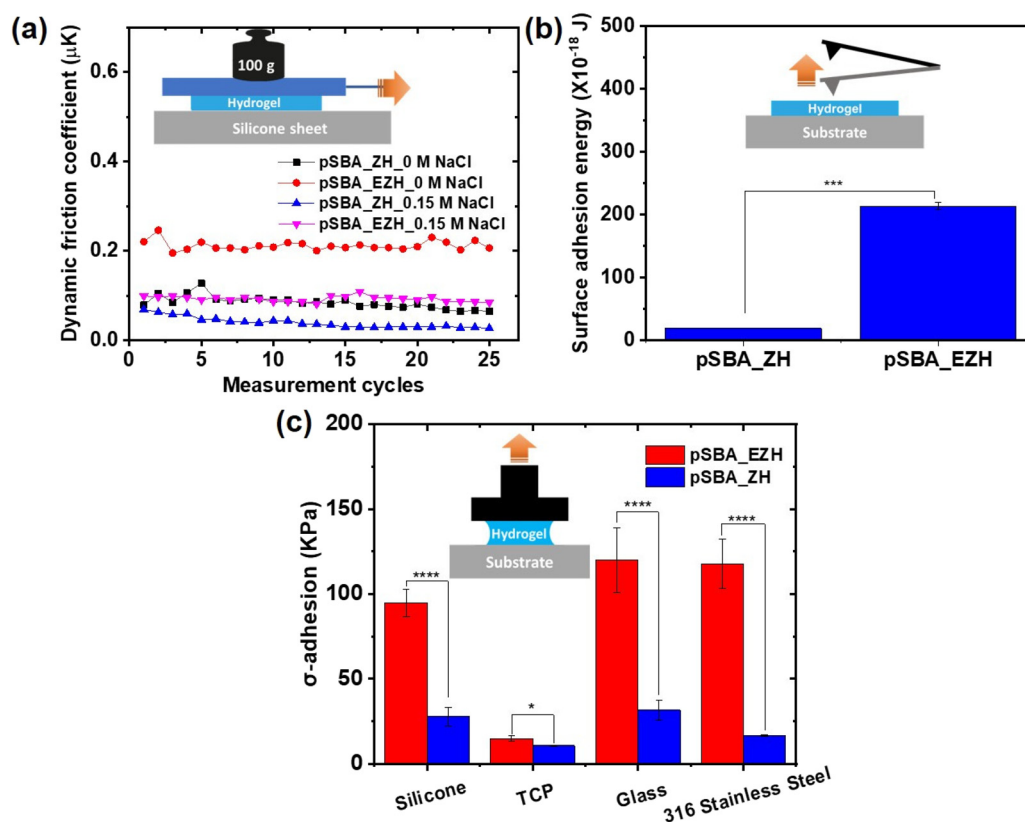 (a)
Dynamic friction coefficient (μK)
0.6
0.4
0.2
0.0
100 g
Hydrogel
Silicone sheet
pSBA_ZH_0 M NaCl
pSBA_EZH_0 M NaCl
pSBA_ZH_0.15 M NaCl
pSBA_EZH_0.15 M NaCl
0 5 10 15 20 25
Measurement cycles
(b)
Surface adhesion energy (X10-18 J)
500
400
300
200
100
0
Hydrogel
Substrate
***
pSBA_ZH pSBA_EZH
(c)
σ-adhesion (KPa)
200
150
100
50
0
Hydrogel
Substrate
pSBA_EZH
pSBA_ZH
**** * **** ****
Silicone TCP Glass 316 Stainless Steel